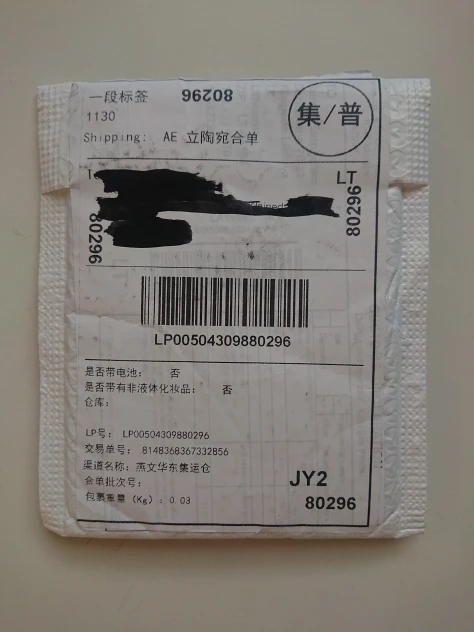 一段标签 80296
1130
集/普
Shipping: AE 立陶宛合单
LT
80296
80296
LP00504309880296
是否带电池: 否
是否带有非液体化妆品: 否
仓库:
LP号: LP00504309880296
交易单号: 8148368367332856
渠道名称: 燕文华东集运仓
合单批次号:
包裹重量 (Kg): 0.03
JY2
80296